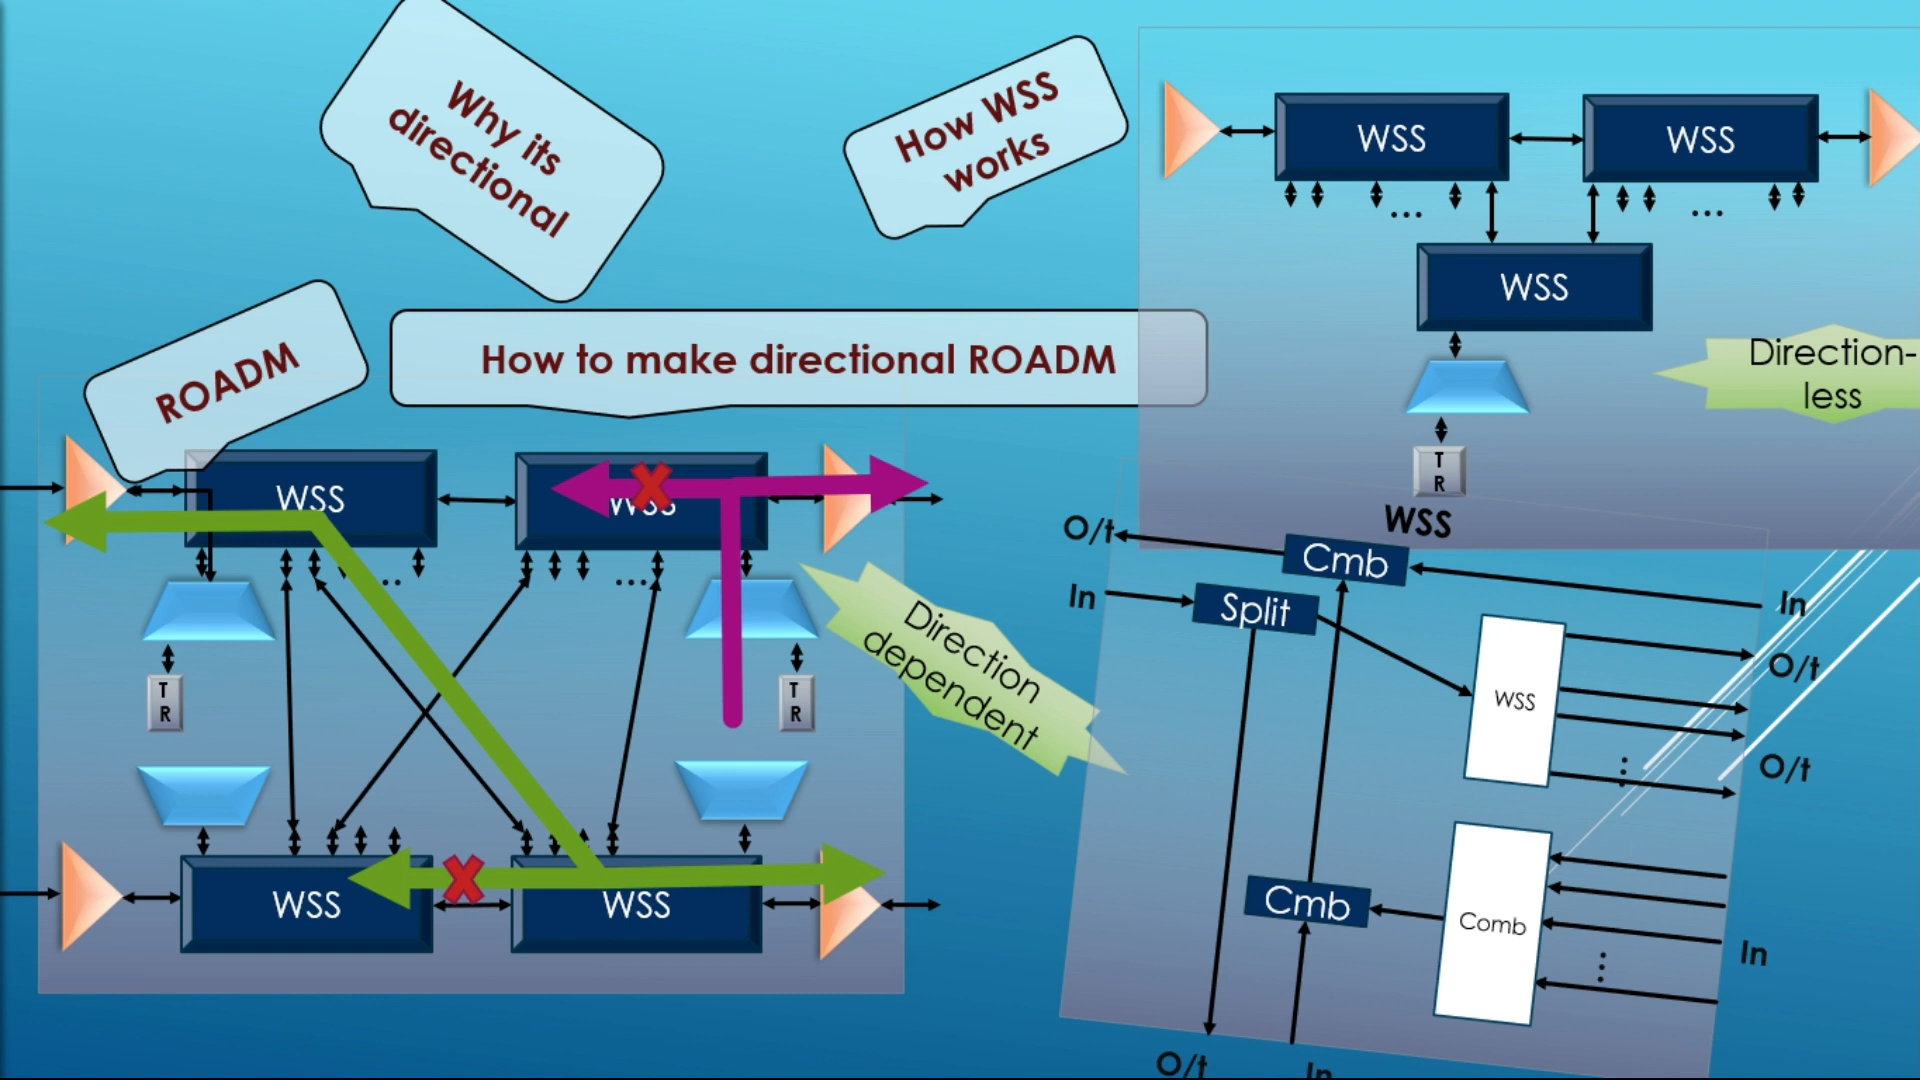 Why its
directional
How WSS
works
ROADM
How to make directional ROADM
WSS
WSS
WSS
Direction-
less
T
R
WSS
WSS
WSS
...
T
R
T
R
Direction
dependent
WSS
WSS
O/t
In
Cmb
Split
In
O/t
WSS
O/t
Cmb
Comb
In
O/t
In